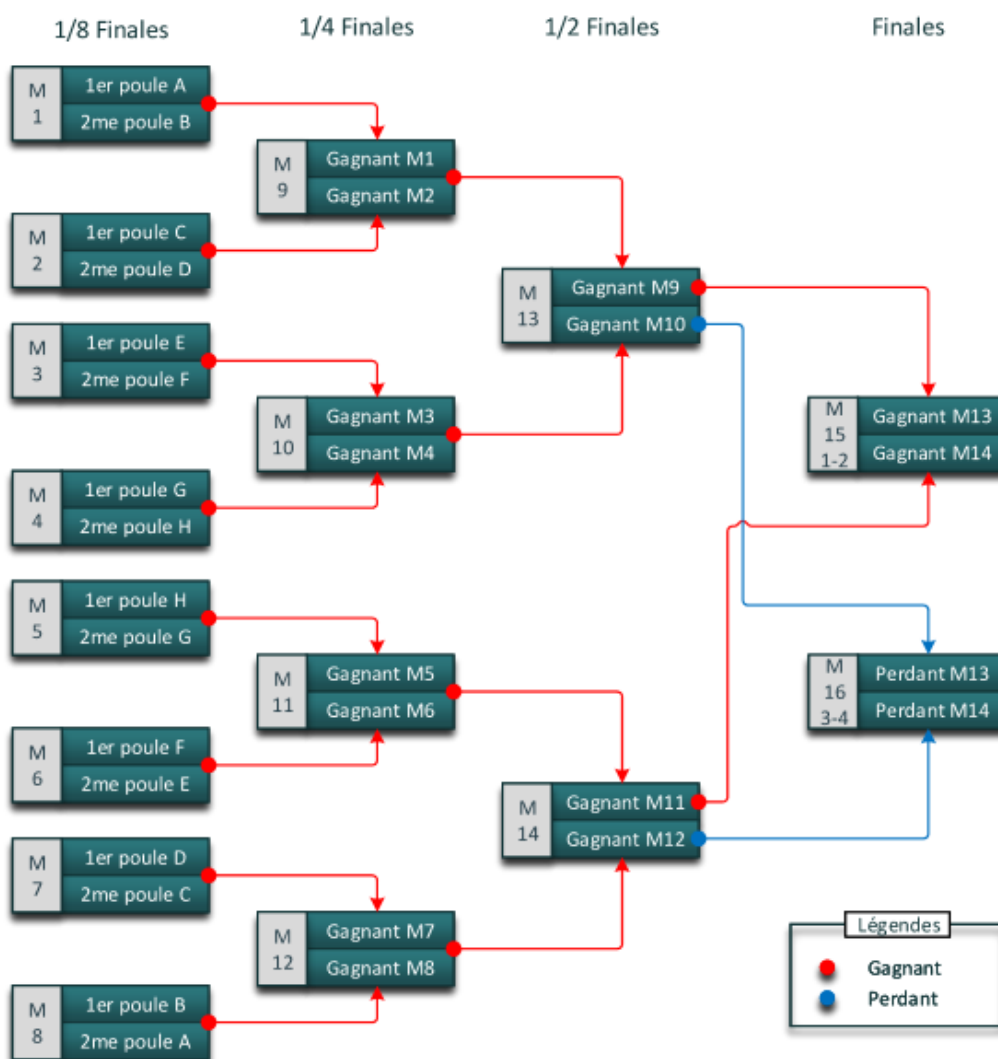 1/8 Finales
1/4 Finales
1/2 Finales
Finales
M
1
1er poule A
2me poule B
M
2
1er poule C
2me poule D
M
3
1er poule E
2me poule F
M
4
1er poule G
2me poule H
M
5
1er poule H
2me poule G
M
6
1er poule F
2me poule E
M
7
1er poule D
2me poule C
M
8
1er poule B
2me poule A
M
9
Gagnant M1
Gagnant M2
M
10
Gagnant M3
Gagnant M4
M
11
Gagnant M5
Gagnant M6
M
12
Gagnant M7
Gagnant M8
M
13
Gagnant M9
Gagnant M10
M
14
Gagnant M11
Gagnant M12
M
15
1-2
Gagnant M13
Gagnant M14
M
16
3-4
Perdant M13
Perdant M14
Légendes
Gagnant
Perdant